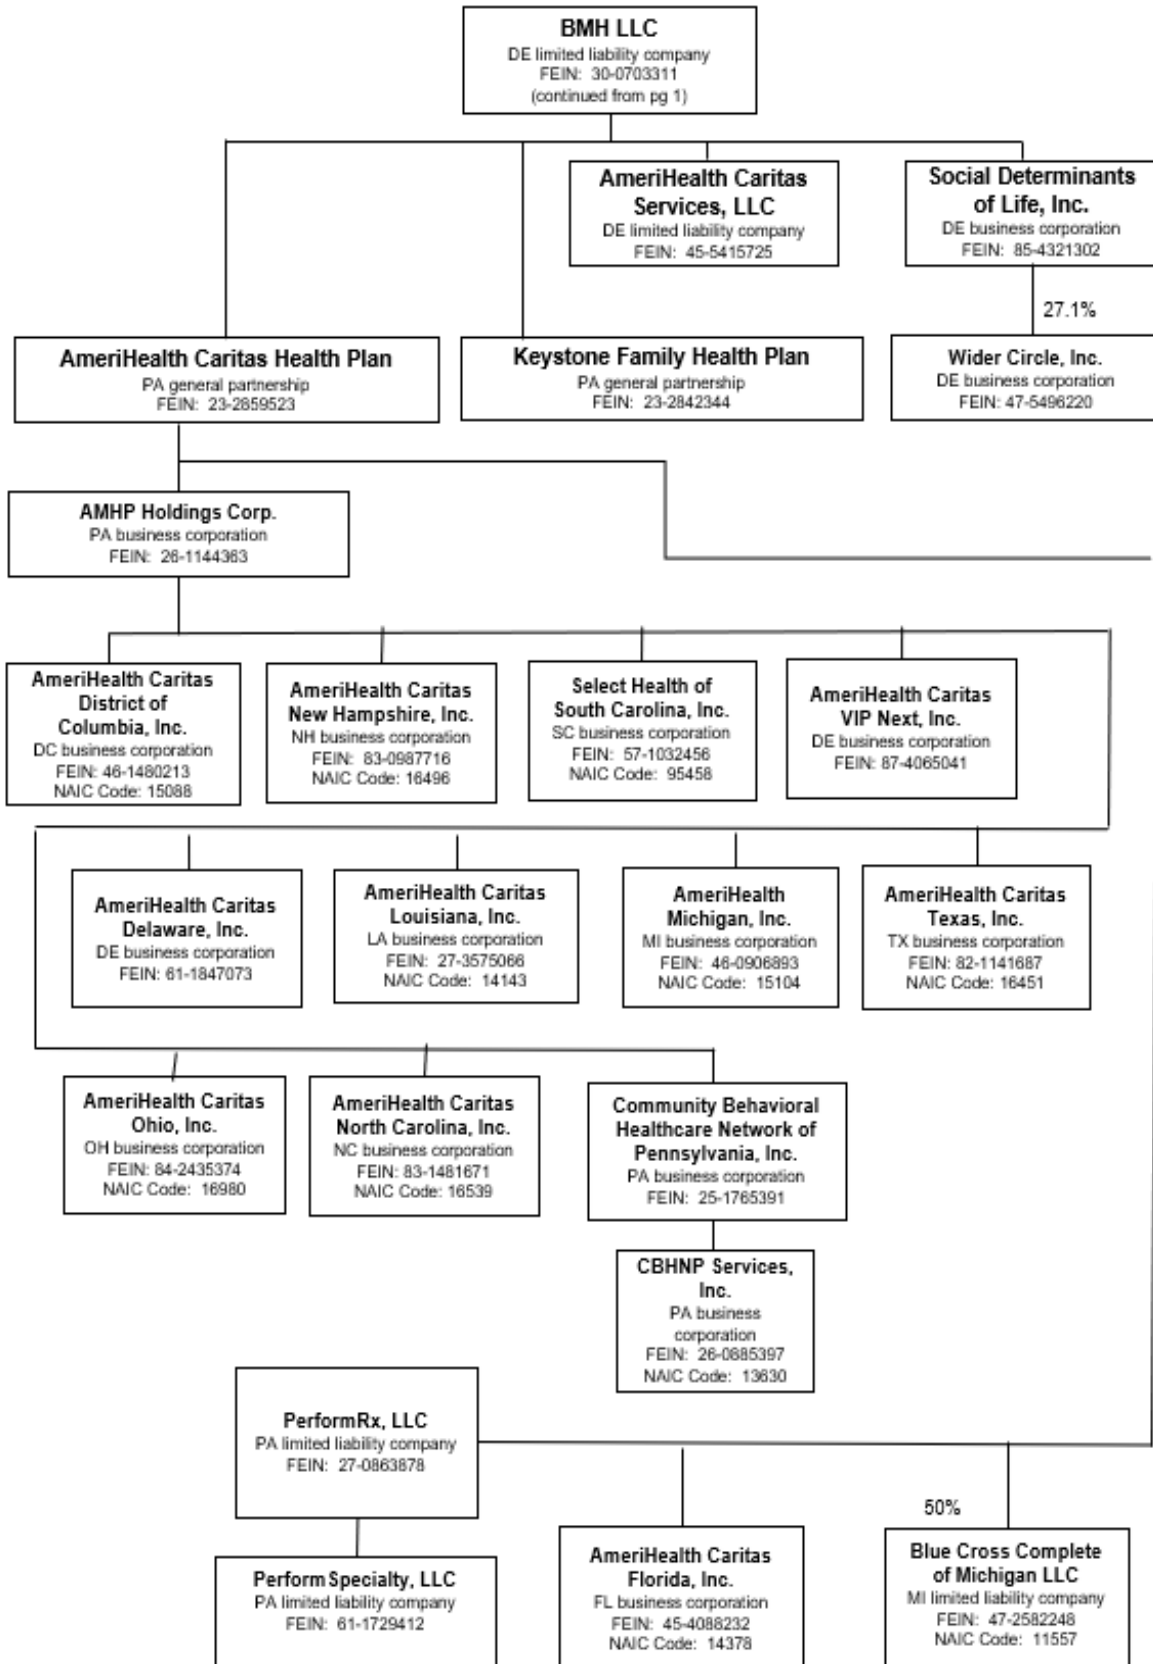 BMH LLC
DE limited liability company
FEIN: 30-0703311
(continued from pg 1)
AmeriHealth Caritas
Services, LLC
DE limited liability company
FEIN: 45-5415725
Social Determinants
of Life, Inc.
DE business corporation
FEIN: 85-4321302
27.1%
AmeriHealth Caritas Health Plan
PA general partnership
FEIN: 23-2859523
Keystone Family Health Plan
PA general partnership
FEIN: 23-2842344
Wider Circle, Inc.
DE business corporation
FEIN: 47-5496220
AMHP Holdings Corp.
PA business corporation
FEIN: 26-1144363
AmeriHealth Caritas
District of
Columbia, Inc.
DC business corporation
FEIN: 46-1480213
NAIC Code: 15088
AmeriHealth Caritas
New Hampshire, Inc.
NH business corporation
FEIN: 83-0987716
NAIC Code: 16496
Select Health of
South Carolina, Inc.
SC business corporation
FEIN: 57-1032456
NAIC Code: 95458
AmeriHealth Caritas
VIP Next, Inc.
DE business corporation
FEIN: 87-4065041
AmeriHealth Caritas
Delaware, Inc.
DE business corporation
FEIN: 61-1847073
AmeriHealth Caritas
Louisiana, Inc.
LA business corporation
FEIN: 27-3575066
NAIC Code: 14143
AmeriHealth
Michigan, Inc.
MI business corporation
FEIN: 46-0906893
NAIC Code: 15104
AmeriHealth Caritas
Texas, Inc.
TX business corporation
FEIN: 82-1141687
NAIC Code: 16451
AmeriHealth Caritas
Ohio, Inc.
OH business corporation
FEIN: 84-2435374
NAIC Code: 16980
AmeriHealth Caritas
North Carolina, Inc.
NC business corporation
FEIN: 83-1481671
NAIC Code: 16539
Community Behavioral
Healthcare Network of
Pennsylvania, Inc.
PA business corporation
FEIN: 25-1765391
CBHNP Services,
Inc.
PA business
corporation
FEIN: 26-0885397
NAIC Code: 13630
PerformRx, LLC
PA limited liability company
FEIN: 27-0863878
50%
PerformSpecialty, LLC
PA limited liability company
FEIN: 61-1729412
AmeriHealth Caritas
Florida, Inc.
FL business corporation
FEIN: 45-4088232
NAIC Code: 14378
Blue Cross Complete
of Michigan LLC
MI limited liability company
FEIN: 47-2582248
NAIC Code: 11557